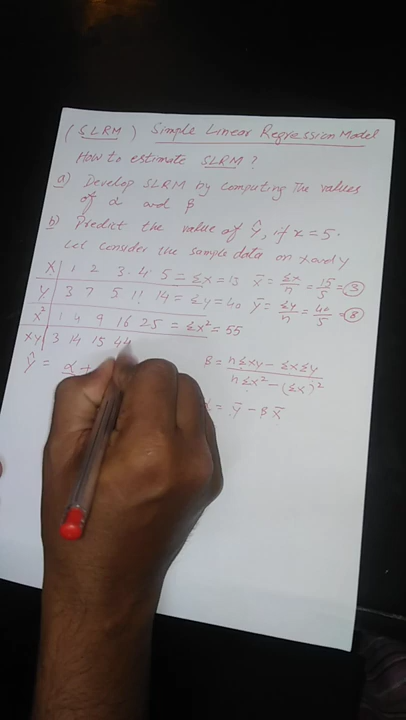 (SLRM) Simple Linear Regression Model
How to estimate SLRM?
a) Develop SLRM by computing The values
of α and β
b) Predict the value of Ŷ, if x = 5.
Let consider the sample data on x and y
X | 1 2 3 4 5 = Σx = 15 x̄ = Σx/n = 15/5 = 3
Y | 3 7 5 11 14 = Σy = 40 ȳ = Σy/n = 40/5 = 8
X² | 1 4 9 16 25 = Σx² = 55
XY | 3 14 15 44
Ŷ = α + β = nΣxy - ΣxΣy / nΣx² - (Σx)²
= ȳ - β x̄